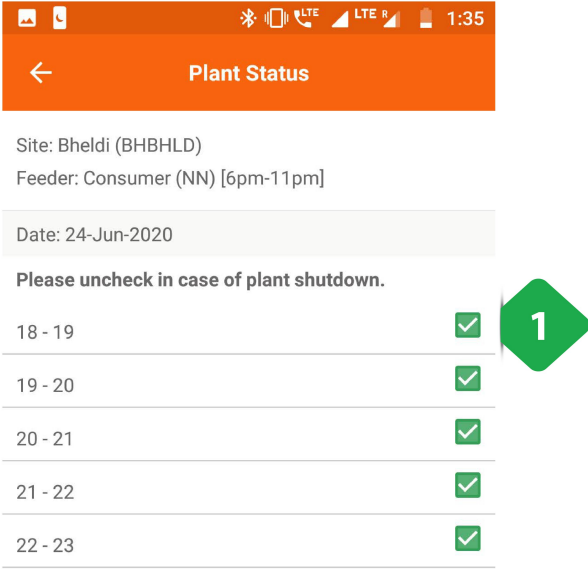 LTE LTE R 1:35
Plant Status
Site: Bheldi (BHBHLD)
Feeder: Consumer (NN) [6pm-11pm]
Date: 24-Jun-2020
Please uncheck in case of plant shutdown.
18 - 19
1
19 - 20
20 - 21
21 - 22
22 - 23